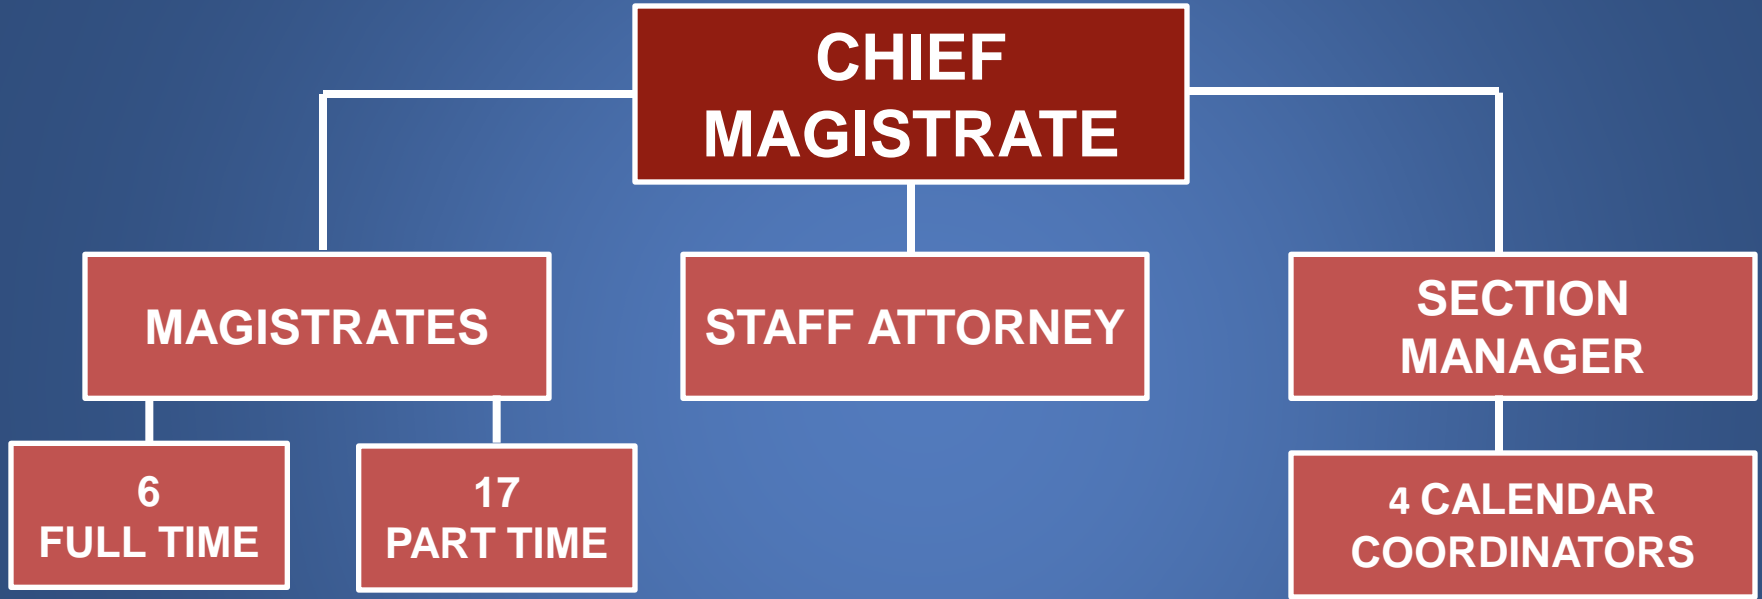 CHIEF
MAGISTRATE
MAGISTRATES
STAFF ATTORNEY
SECTION
MANAGER
6
FULL TIME
17
PART TIME
4 CALENDAR
COORDINATORS